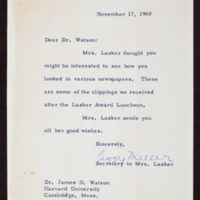 November 17, 1960
Dear Dr. Watson:
Mrs. Lasker thought you
might be interested to see how you
looked in various newspapers. These
are some of the clippings we received
after the Lasker Award Luncheon.
Mrs. Lasker sends you
all her good wishes.
Sincerely,
Peggy Miller
Secretary to Mrs. Lasker
Dr. James D. Watson
Harvard University
Cambridge, Mass.